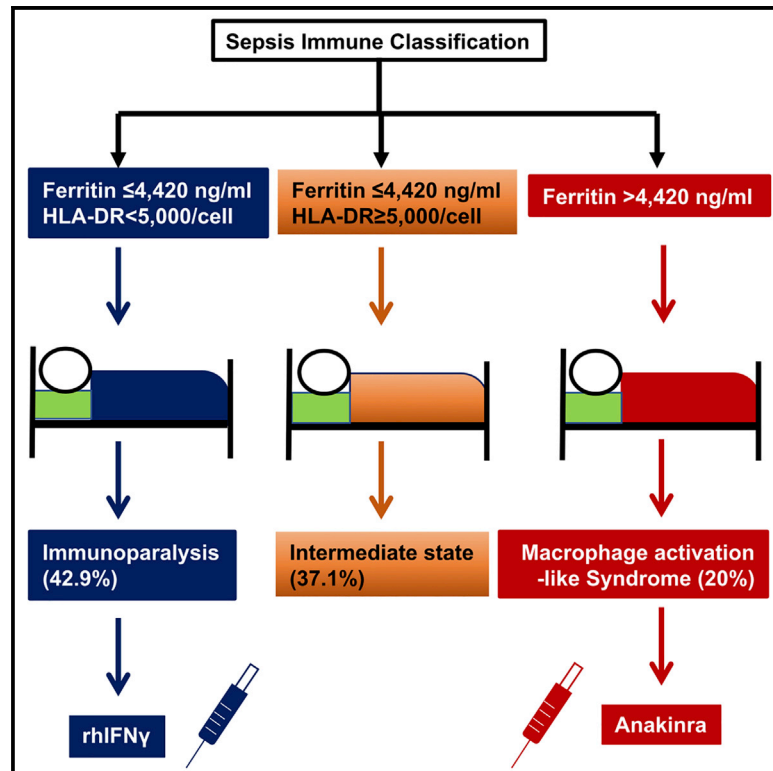 Sepsis Immune Classification
Ferritin ≤4,420 ng/ml
HLA-DR<5,000/cell
Ferritin ≤4,420 ng/ml
HLA-DR≥5,000/cell
Ferritin >4,420 ng/ml
Immunoparalysis
(42.9%)
Intermediate state
(37.1%)
Macrophage activation
-like Syndrome (20%)
rhIFNγ
Anakinra